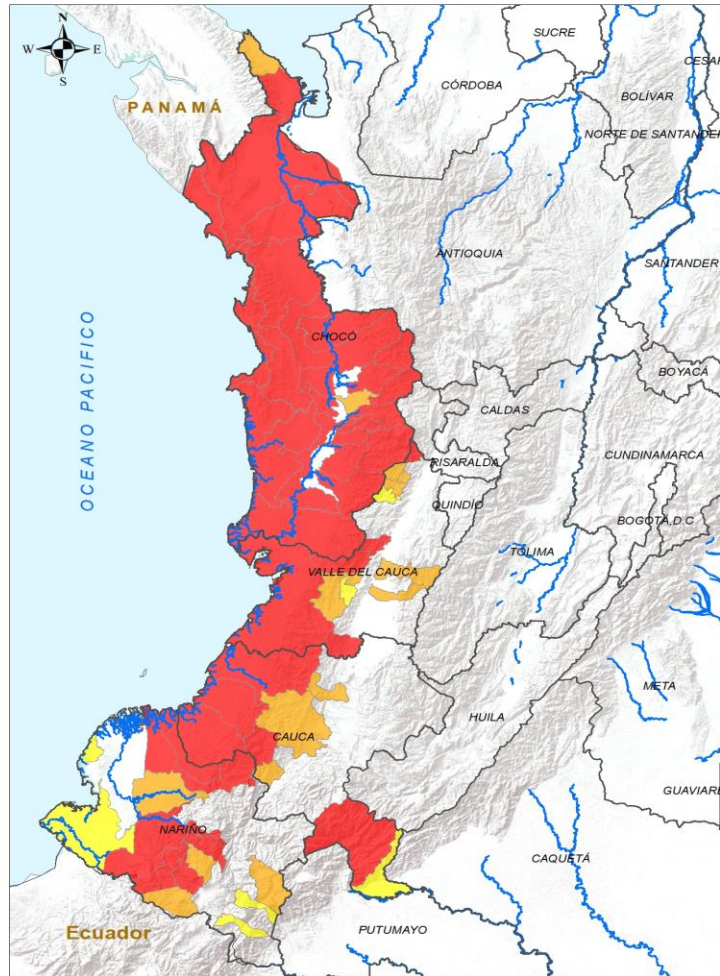 N
W E
S
SUCRE
CESAR
CÓRDOBA
BOLÍVAR
PANAMÁ
NORTE DE SANTANDER
ANTIOQUIA
SANTANDER
OCEANO PACIFICO
CHOCÓ
BOYACÁ
CALDAS
CUNDINAMARCA
RISARALDA
QUINDÍO
BOGOTÁ, D.C
TOLIMA
VALLE DEL CAUCA
META
HUILA
CAUCA
GUAVIARE
NARIÑO
CAQUETÁ
Ecuador
PUTUMAYO